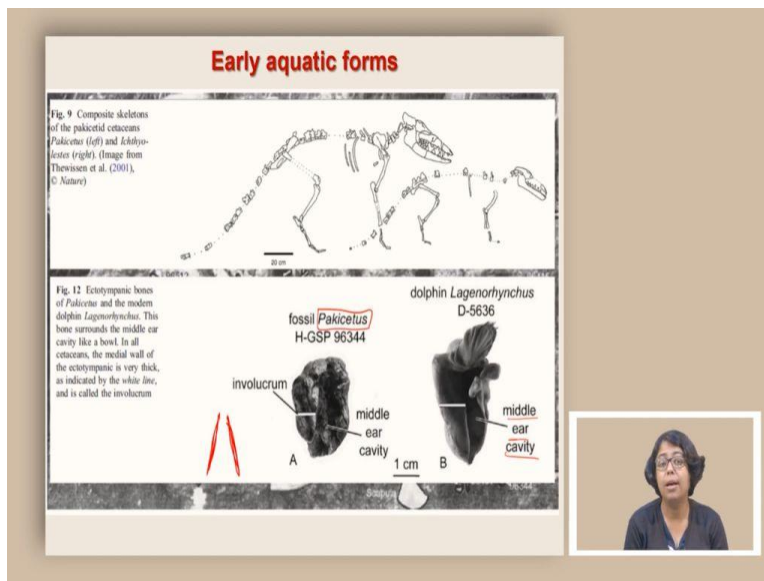 Early aquatic forms
Fig. 9 Composite skeletons
of the pakicetid cetaceans
Pakicetus (left) and Ichthyo-
lestes (right). (Image from
Thewissen et al. (2001),
© Nature)
20 cm
Fig. 12 Ectotympanic bones
of Pakicetus and the modern
dolphin Lagenorhynchus. This
bone surrounds the middle ear
cavity like a bowl. In all
cetaceans, the medial wall of
the ectotympanic is very thick,
as indicated by the white line,
and is called the involucrum
fossil Pakicetus
H-GSP 96344
involucrum
middle
ear
cavity
A
1 cm
dolphin Lagenorhynchus
D-5636
middle
ear
cavity
B
Scapula